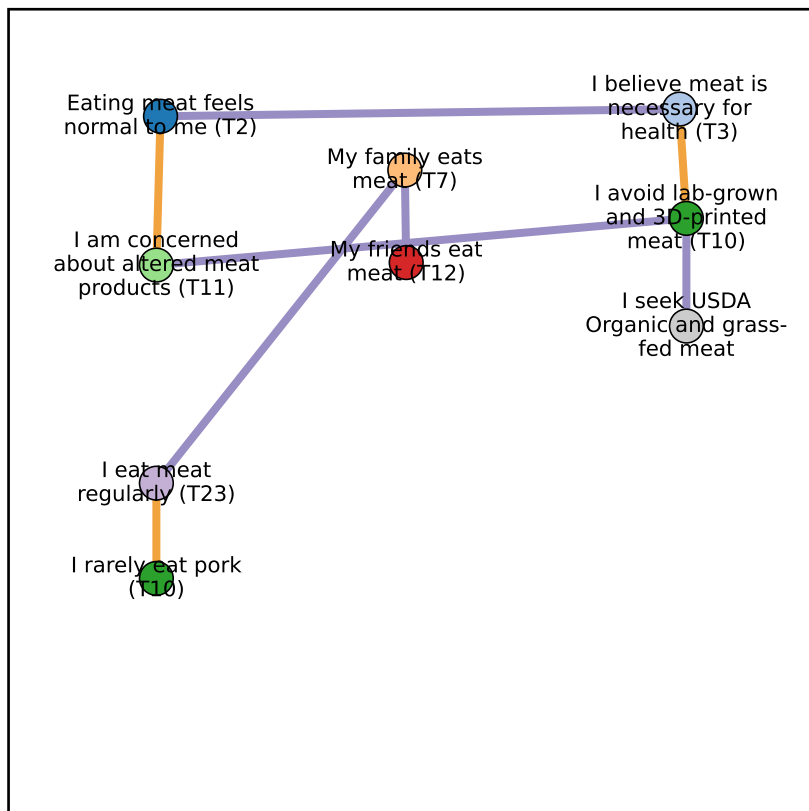 Eating meat feels
normal to me (T2)
I believe meat is
necessary for
health (T3)
My family eats
meat (T7)
I avoid lab-grown
and 3D-printed
meat (T10)
I am concerned
about altered meat
products (T11)
My friends eat
meat (T12)
I seek USDA
Organic and grass-
fed meat
I eat meat
regularly (T23)
I rarely eat pork
(T10)